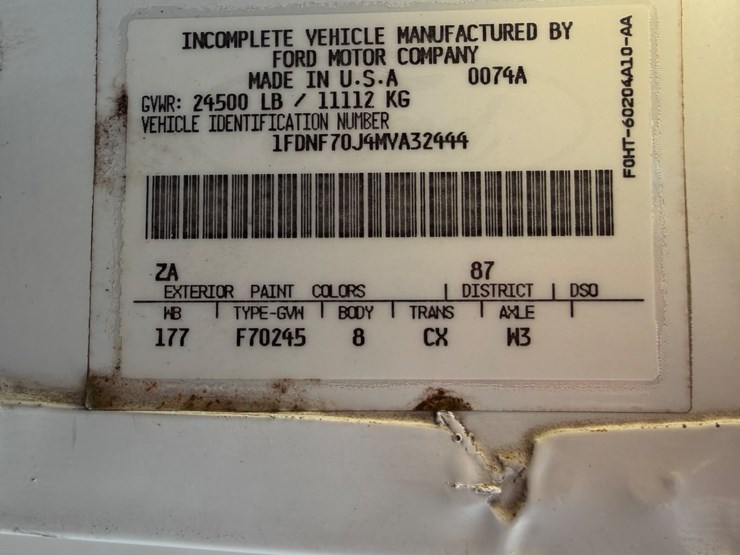 INCOMPLETE VEHICLE MANUFACTURED BY
FORD MOTOR COMPANY
MADE IN U.S.A 0074A
GVWR: 24500 LB / 11112 KG
VEHICLE IDENTIFICATION NUMBER
1FDNF70J4MVA32444
ZA 87
EXTERIOR PAINT COLORS DISTRICT DSO
WB TYPE-GVW BODY TRANS AXLE
177 F70245 8 CX W3
F0HT-60204A10-AA